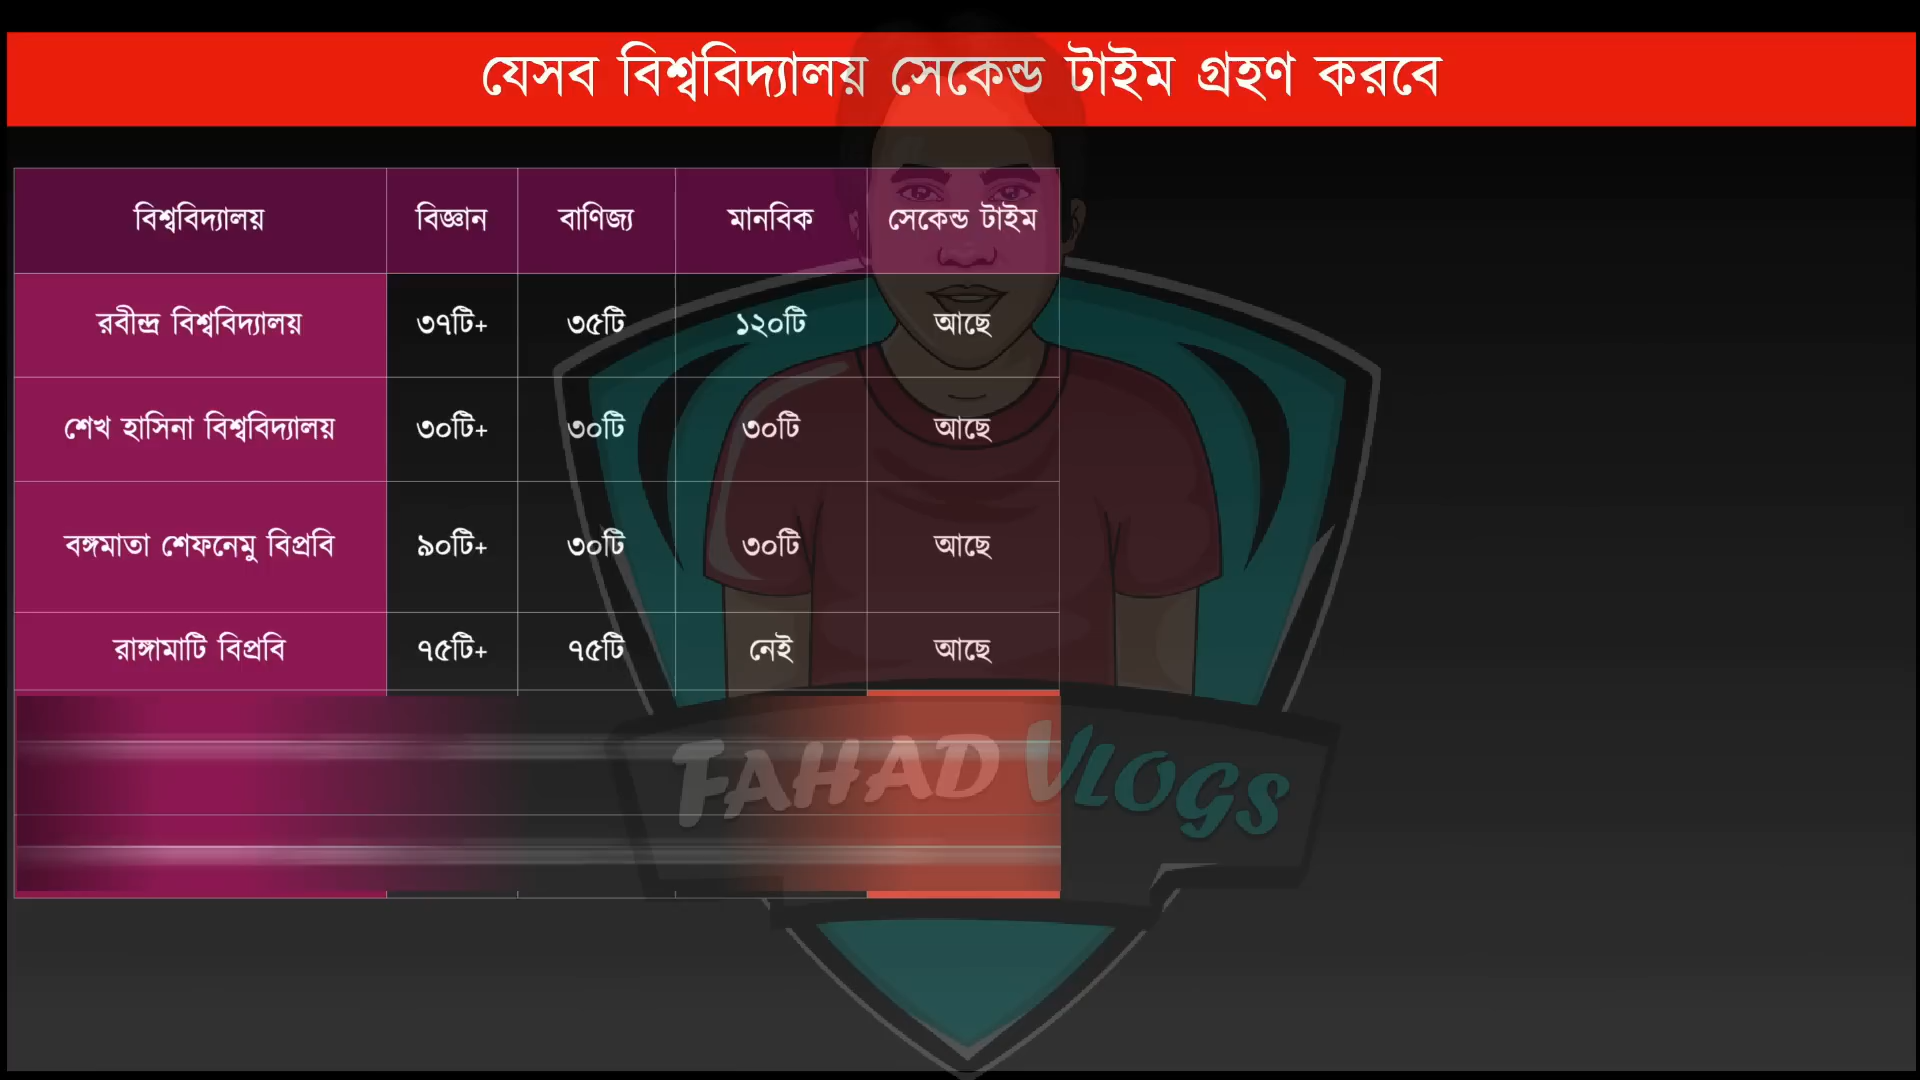 যেসব বিশ্ববিদ্যালয় সেকেন্ড টাইম গ্রহণ করবে
বিশ্ববিদ্যালয় বিজ্ঞান বাণিজ্য মানবিক সেকেন্ড টাইম
রবীন্দ্র বিশ্ববিদ্যালয় ৩৭টি+ ৩৫টি ১২০টি আছে
শেখ হাসিনা বিশ্ববিদ্যালয় ৩০টি+ ৩০টি ৩০টি আছে
বঙ্গমাতা শেফনেমু বিপ্রবি ৯০টি+ ৩০টি ৩০টি আছে
রাঙ্গামাটি বিপ্রবি ৭৫টি+ ৭৫টি নেই আছে
FAHAD VLOGS